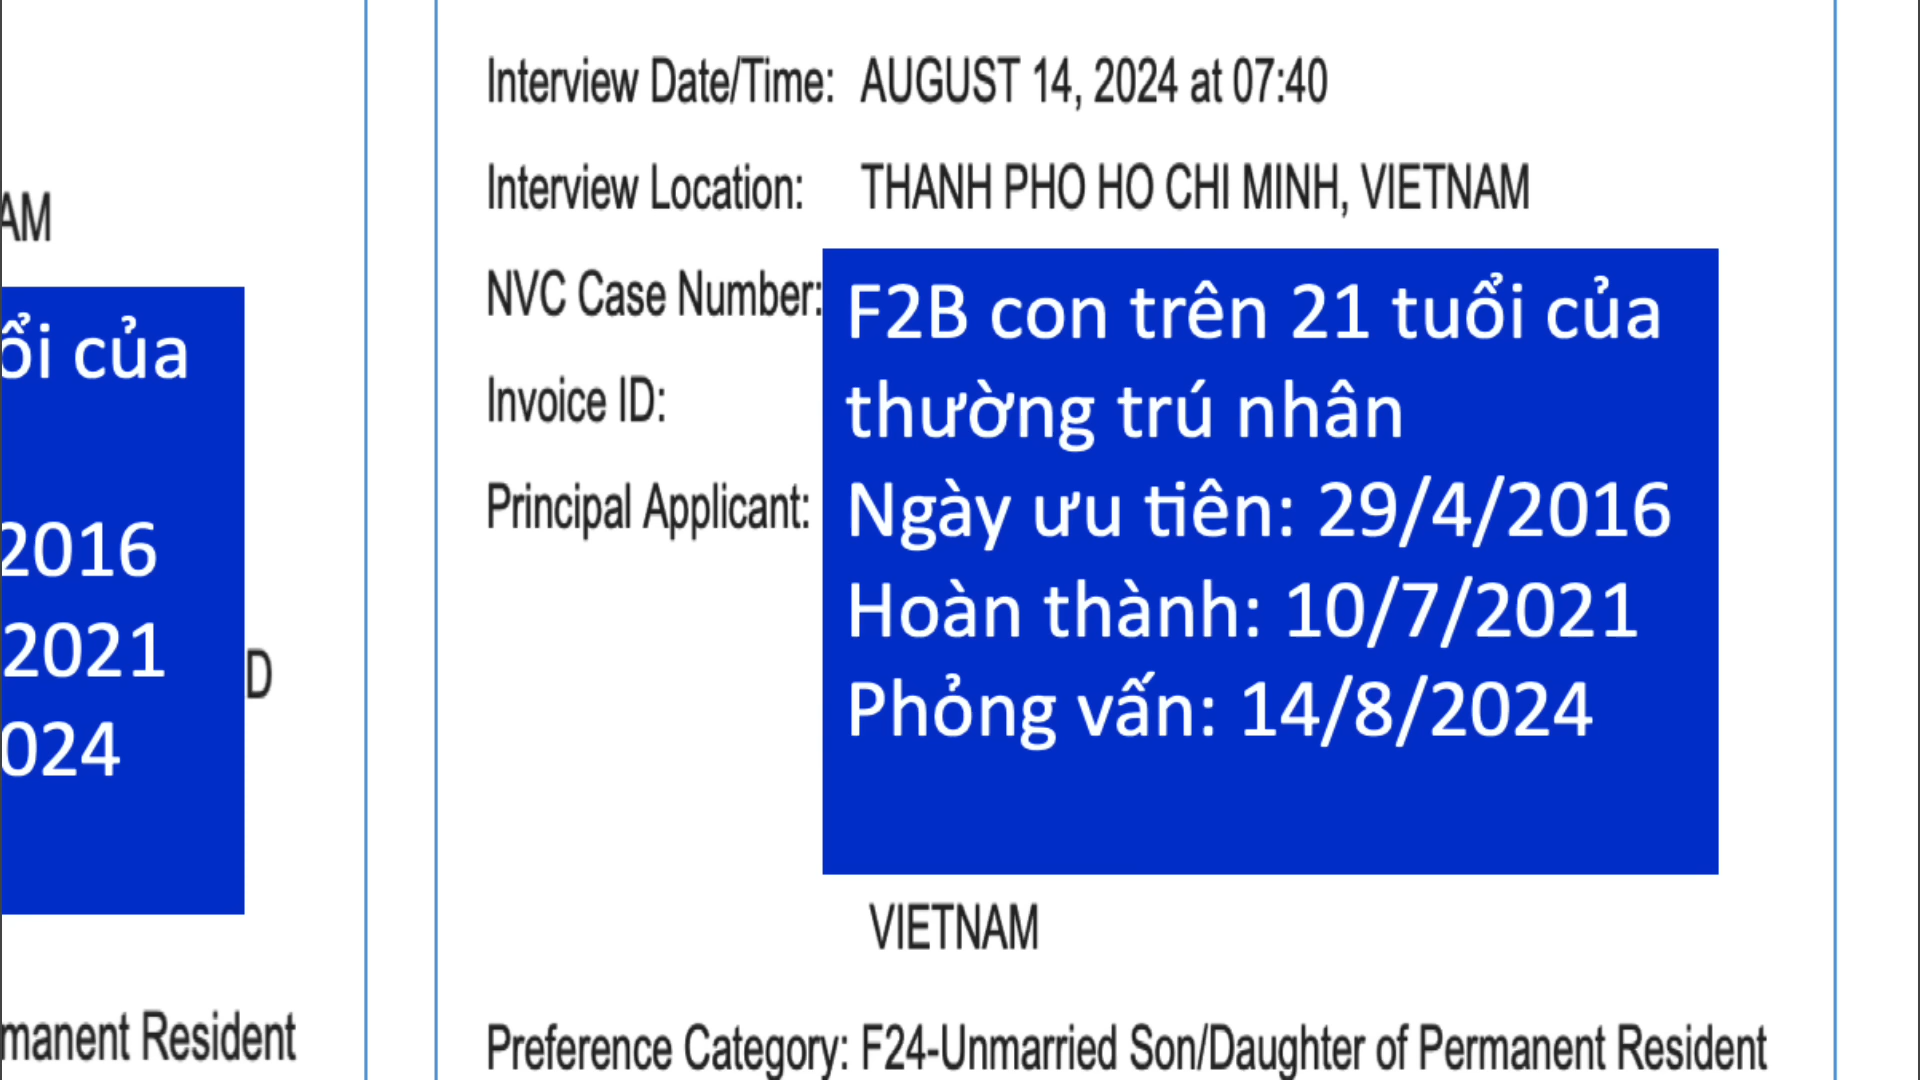 AM
ổi của
2016
2021
D
024
manent Resident
Interview Date/Time: AUGUST 14, 2024 at 07:40
Interview Location: THANH PHO HO CHI MINH, VIETNAM
NVC Case Number:
Invoice ID:
Principal Applicant:
F2B con trên 21 tuổi của
thường trú nhân
Ngày ưu tiên: 29/4/2016
Hoàn thành: 10/7/2021
Phỏng vấn: 14/8/2024
VIETNAM
Preference Category: F24-Unmarried Son/Daughter of Permanent Resident